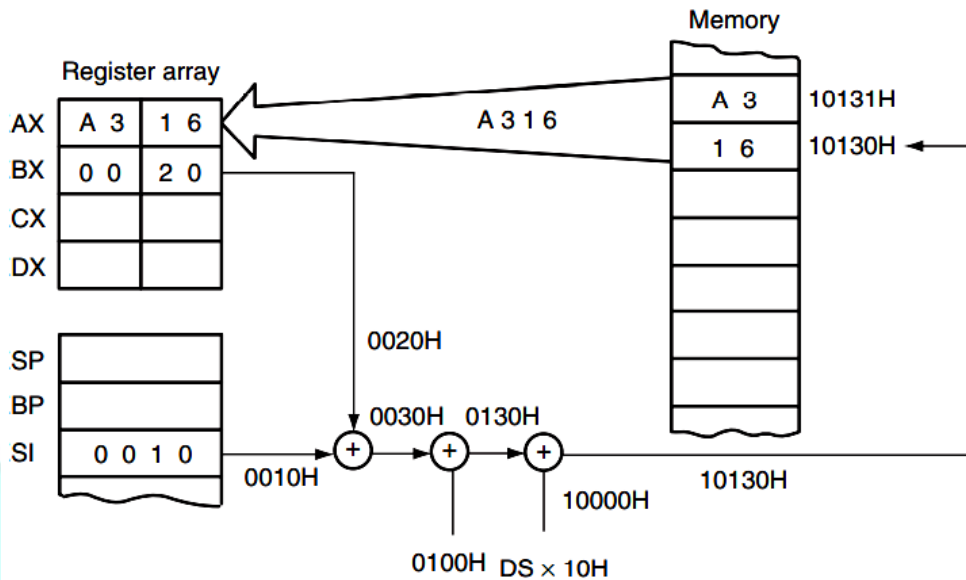 Memory
Register array
AX A 3 1 6
A 3 1 6
A 3 10131H
BX 0 0 2 0
1 6 10130H
CX
DX
SP
0020H
BP
0030H 0130H
SI 0 0 1 0
+ + +
0010H
10000H
10130H
0100H DS × 10H